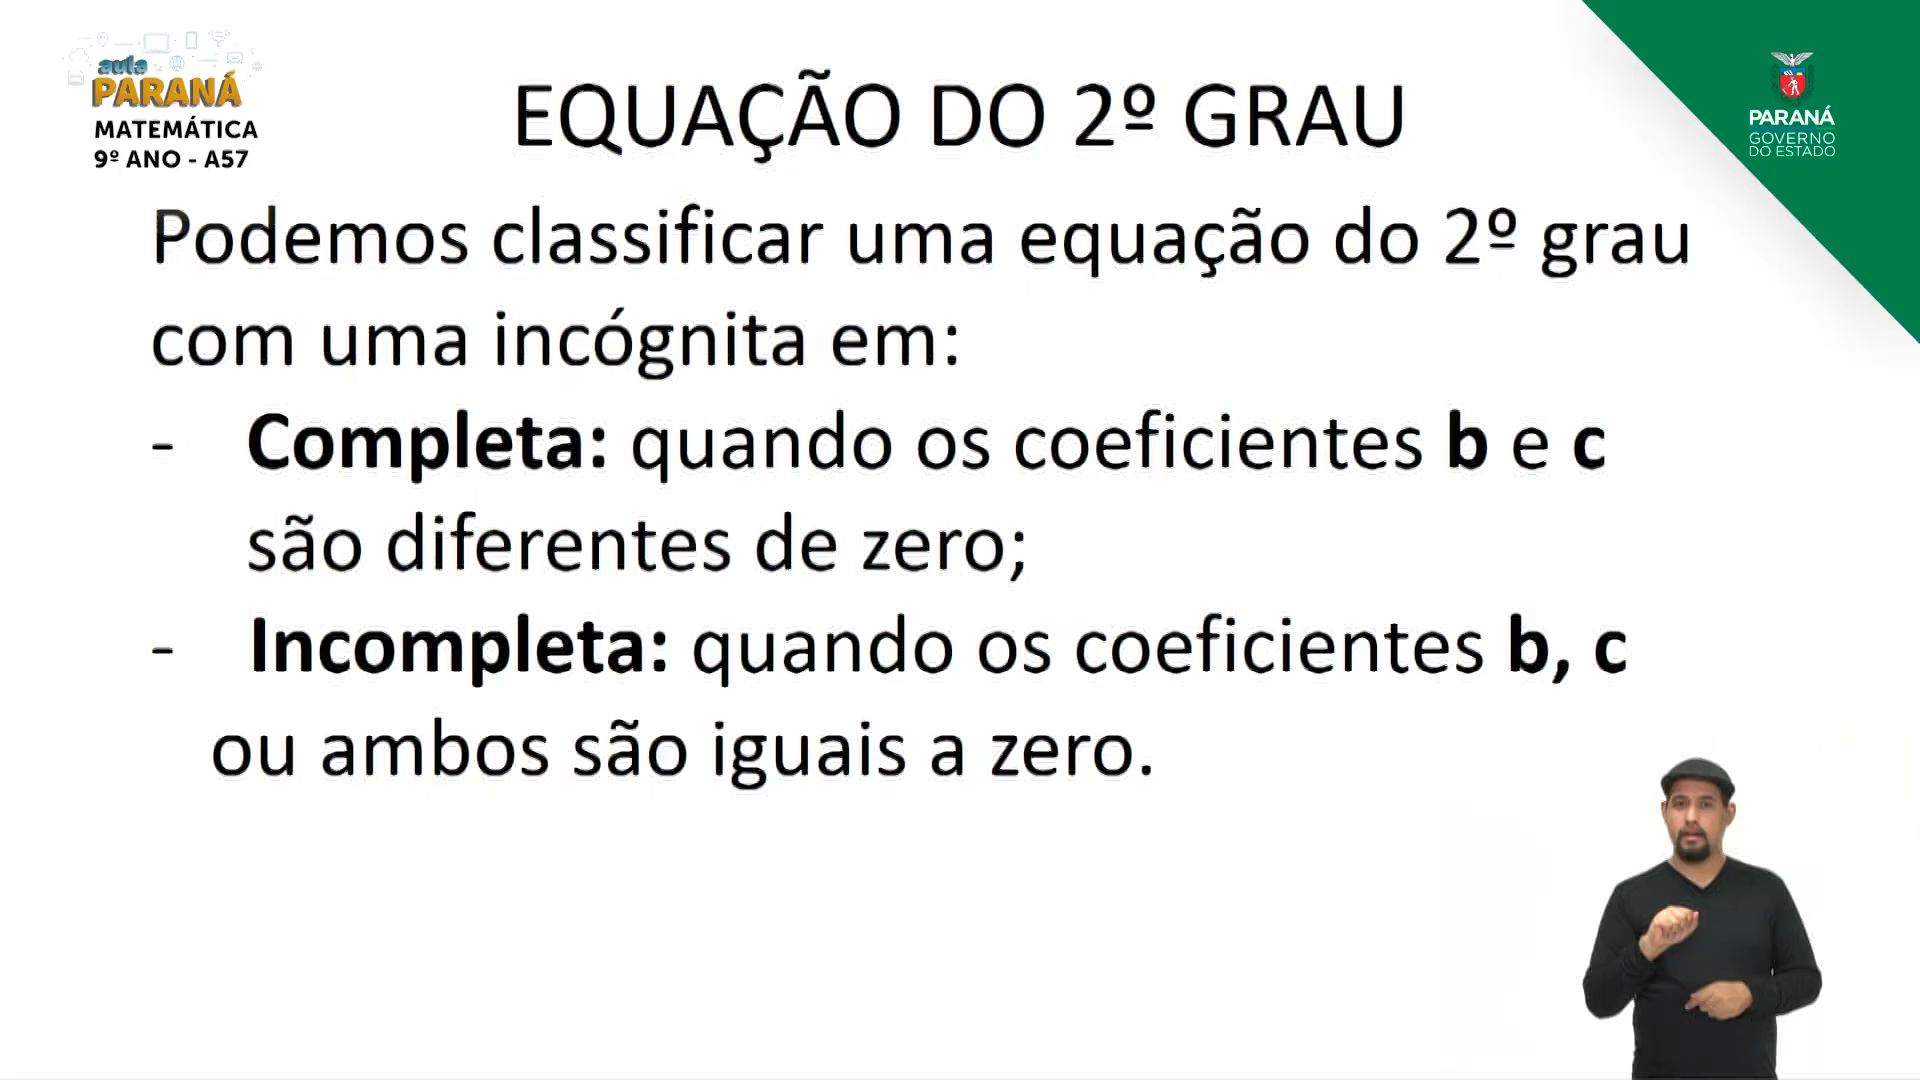 aula
PARANÁ
MATEMÁTICA
9º ANO - A57
EQUAÇÃO DO 2º GRAU
PARANÁ
GOVERNO
DO ESTADO
Podemos classificar uma equação do 2º grau
com uma incógnita em:
- Completa: quando os coeficientes b e c
são diferentes de zero;
- Incompleta: quando os coeficientes b, c
ou ambos são iguais a zero.